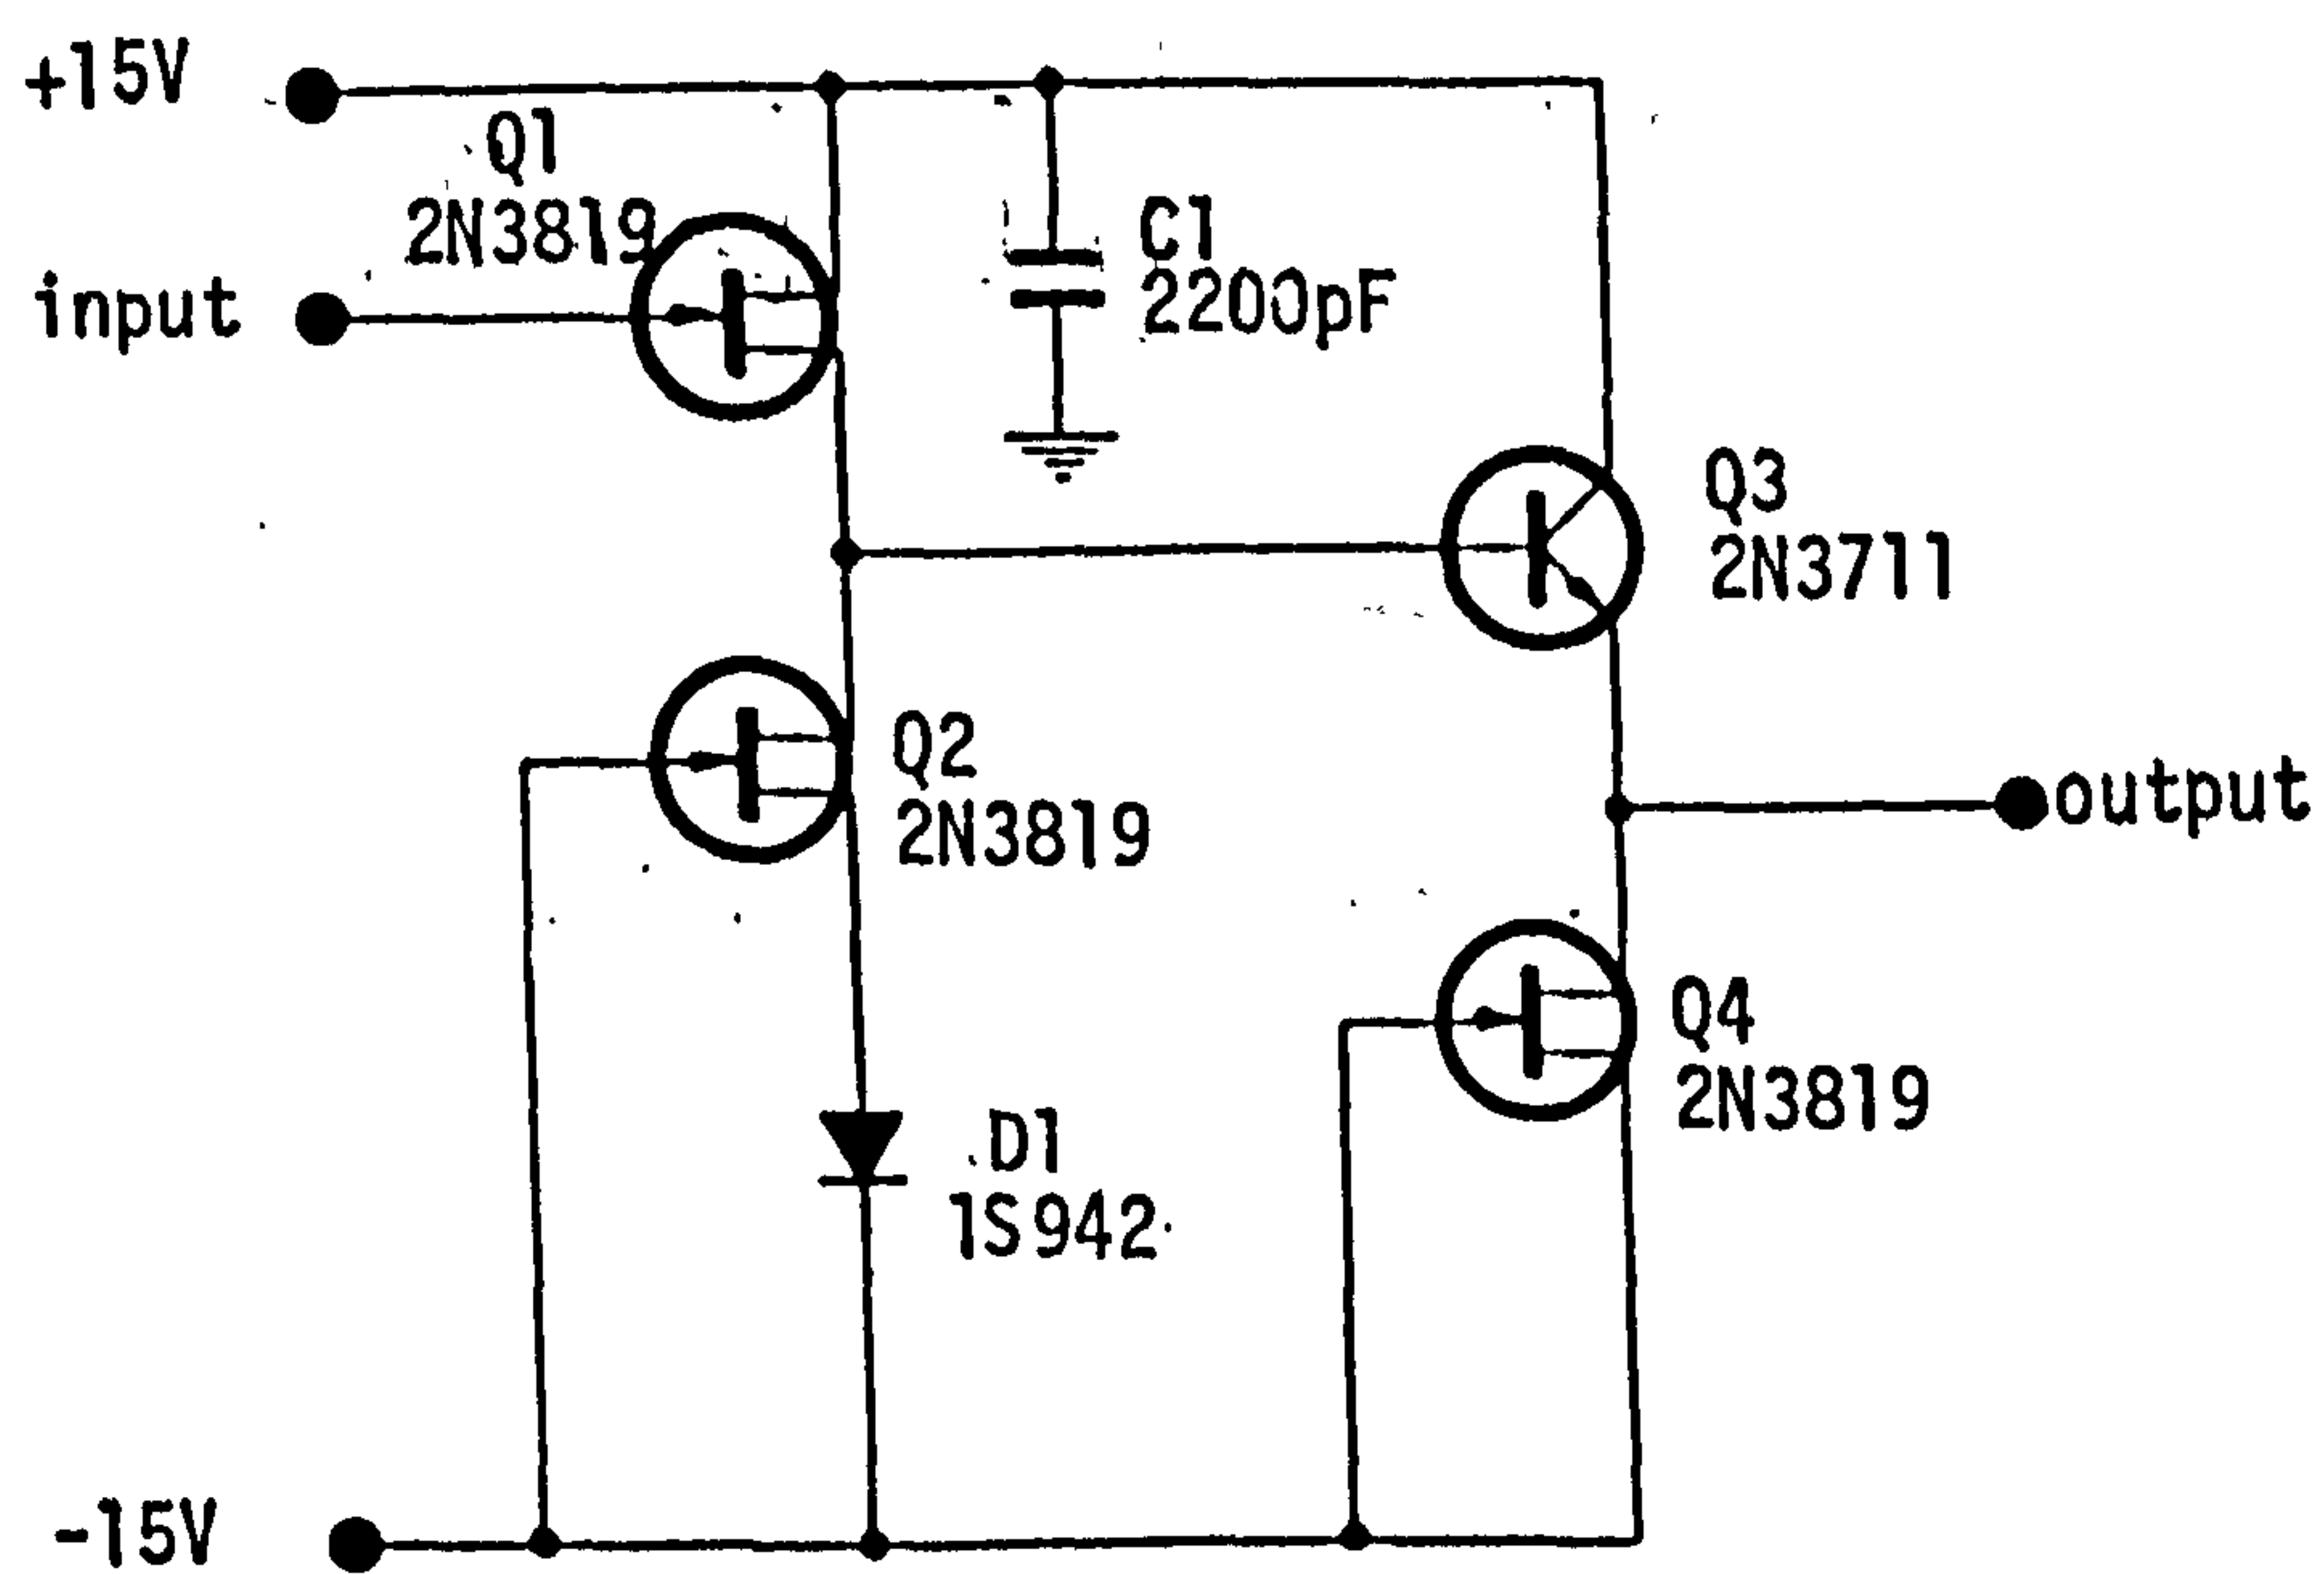 +15V
Q1
2N3819
input
C1
2200pF
Q3
2N3711
Q2
2N3819
output
Q4
2N3819
D1
1S942
-15V